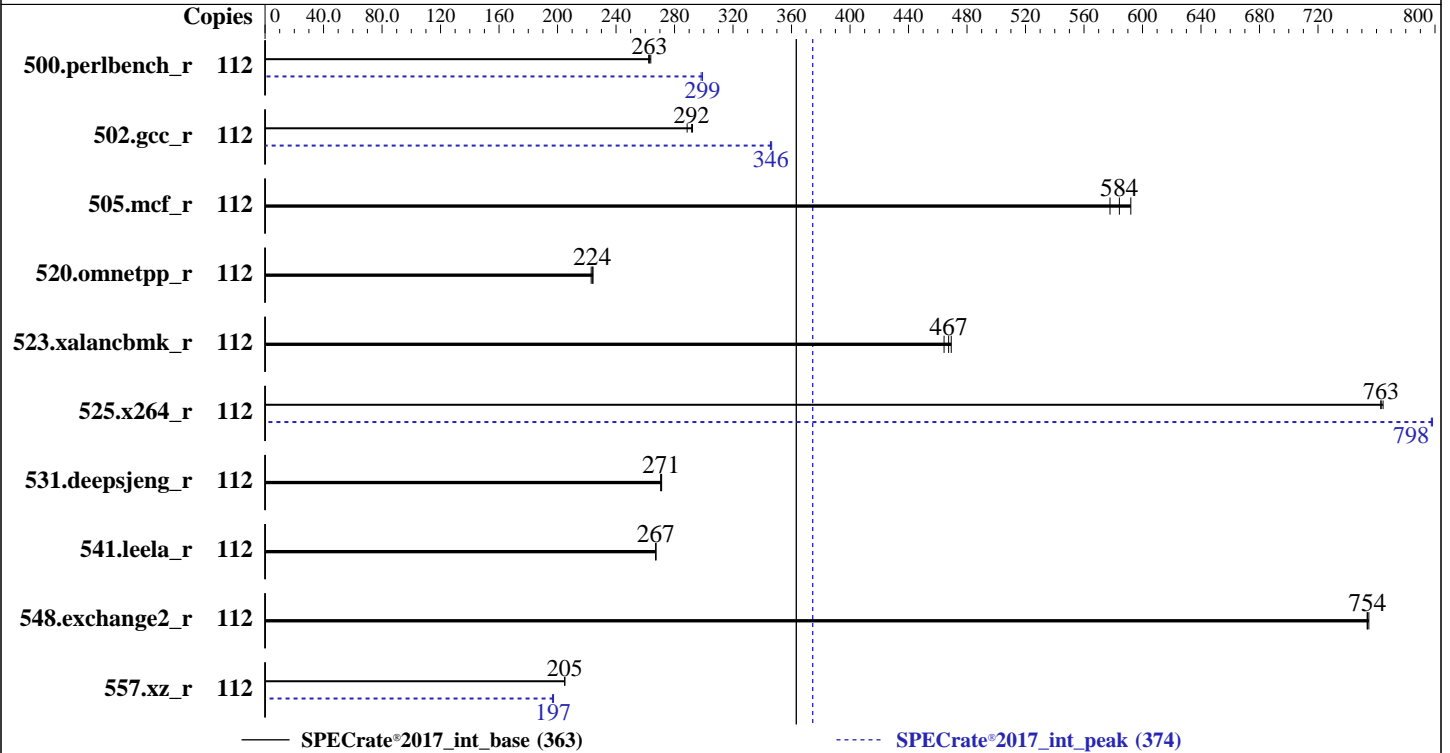 Copies 0 40.0 80.0 120 160 200 240 280 320 360 400 440 480 520 560 600 640 680 720 800
500.perlbench_r 112 263
299
502.gcc_r 112 292
346
505.mcf_r 112 584
520.omnetpp_r 112 224
523.xalancbmk_r 112 467
525.x264_r 112 763
798
531.deepsjeng_r 112 271
541.leela_r 112 267
548.exchange2_r 112 754
557.xz_r 112 205
197
SPECrate®2017_int_base (363) SPECrate®2017_int_peak (374)